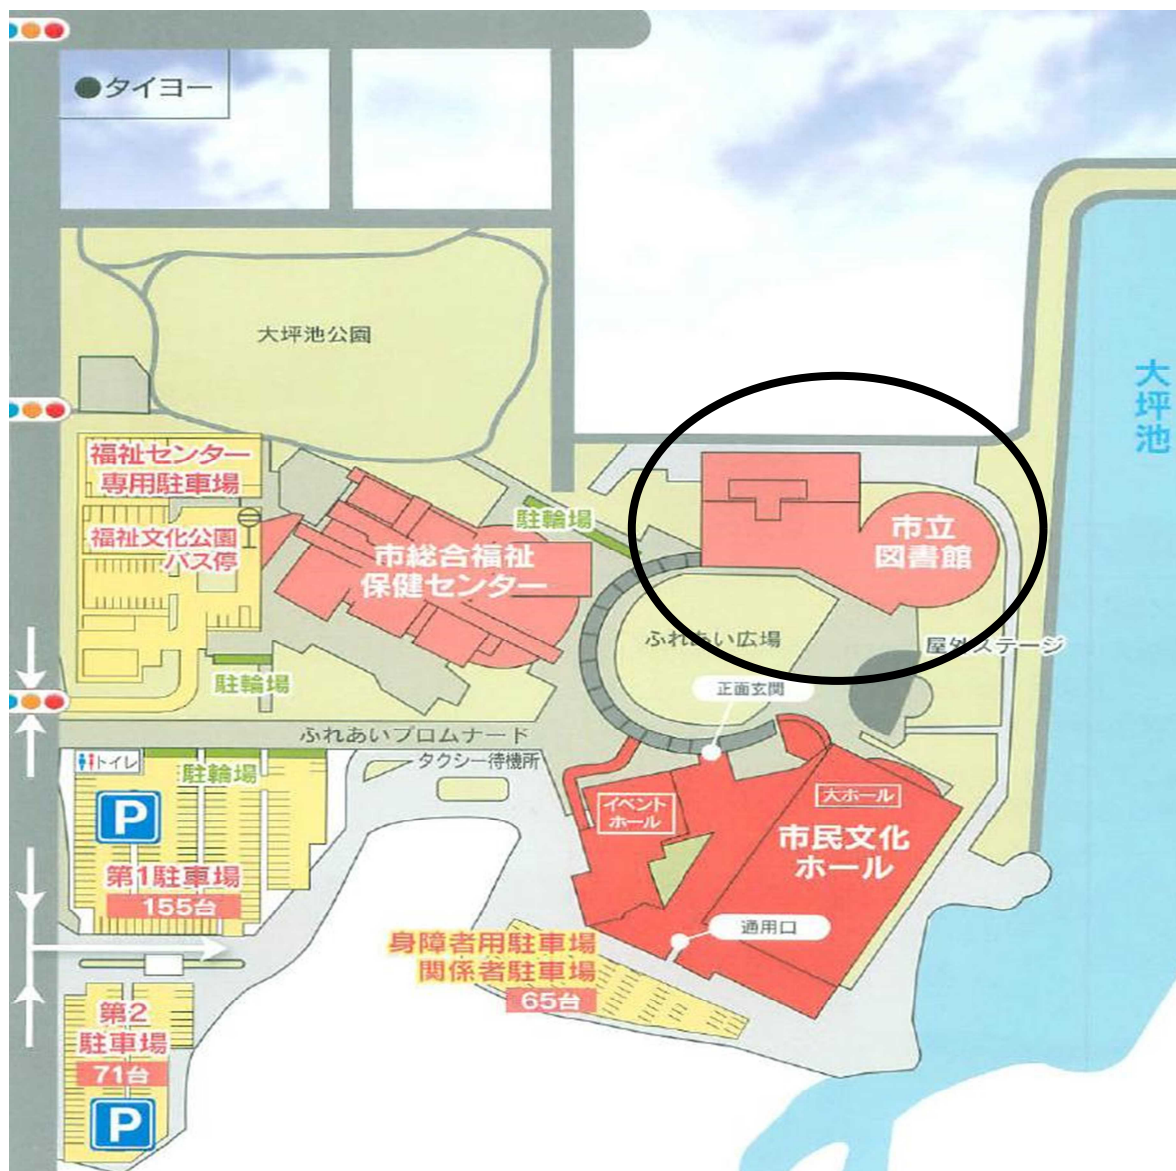 ●タイヨー
大坪池公園
大坪池
福祉センター
専用駐車場
福祉文化公園
バス停
駐輪場
市総合福祉
保健センター
市立
図書館
ふれあい広場
屋外ステージ
正面玄関
駐輪場
ふれあいプロムナード
タクシー待機所
トイレ
駐輪場
P
第1駐車場
155台
イベント
ホール
大ホール
市民文化
ホール
通用口
身障者用駐車場
関係者駐車場
65台
第2
駐車場
71台
P